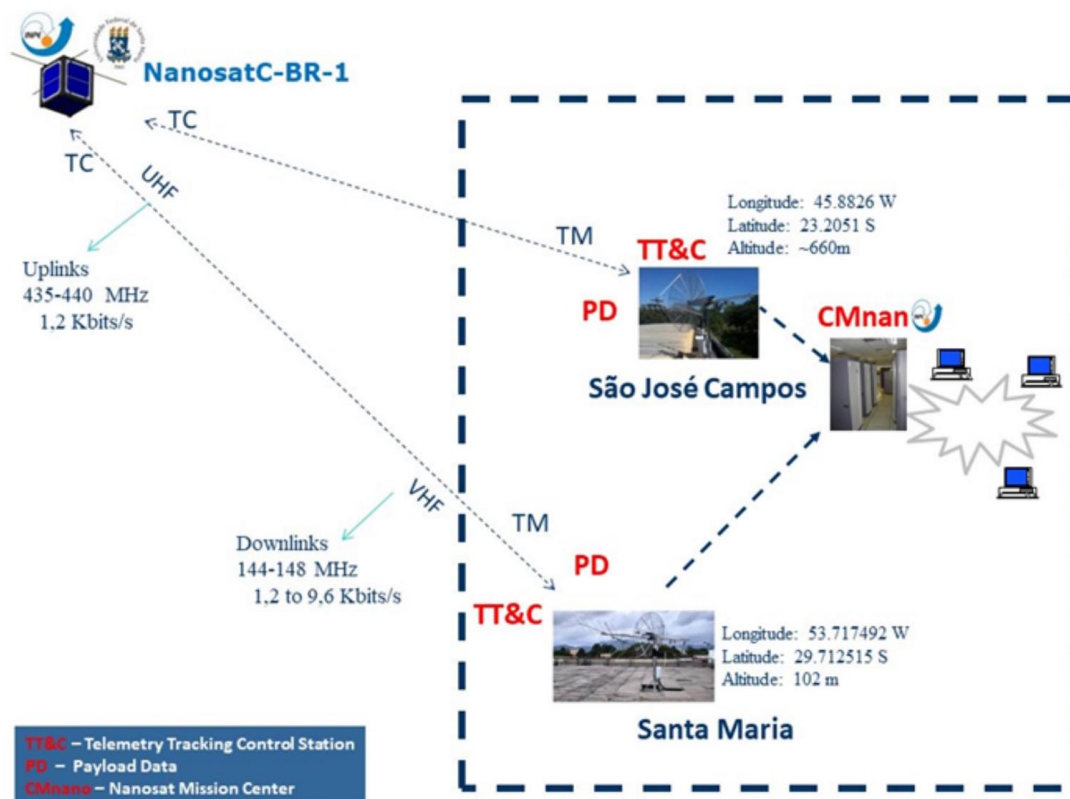 INPE
NanosatC-BR-1
TC
TC
UHF
Uplinks
435-440 MHz
1,2 Kbits/s
TM
TT&C
PD
Longitude: 45.8826 W
Latitude: 23.2051 S
Altitude: ~660m
São José Campos
CMnan
VHF
Downlinks
144-148 MHz
1,2 to 9,6 Kbits/s
TM
PD
TT&C
Longitude: 53.717492 W
Latitude: 29.712515 S
Altitude: 102 m
Santa Maria
TT&C – Telemetry Tracking Control Station
PD – Payload Data
CMnano – Nanosat Mission Center